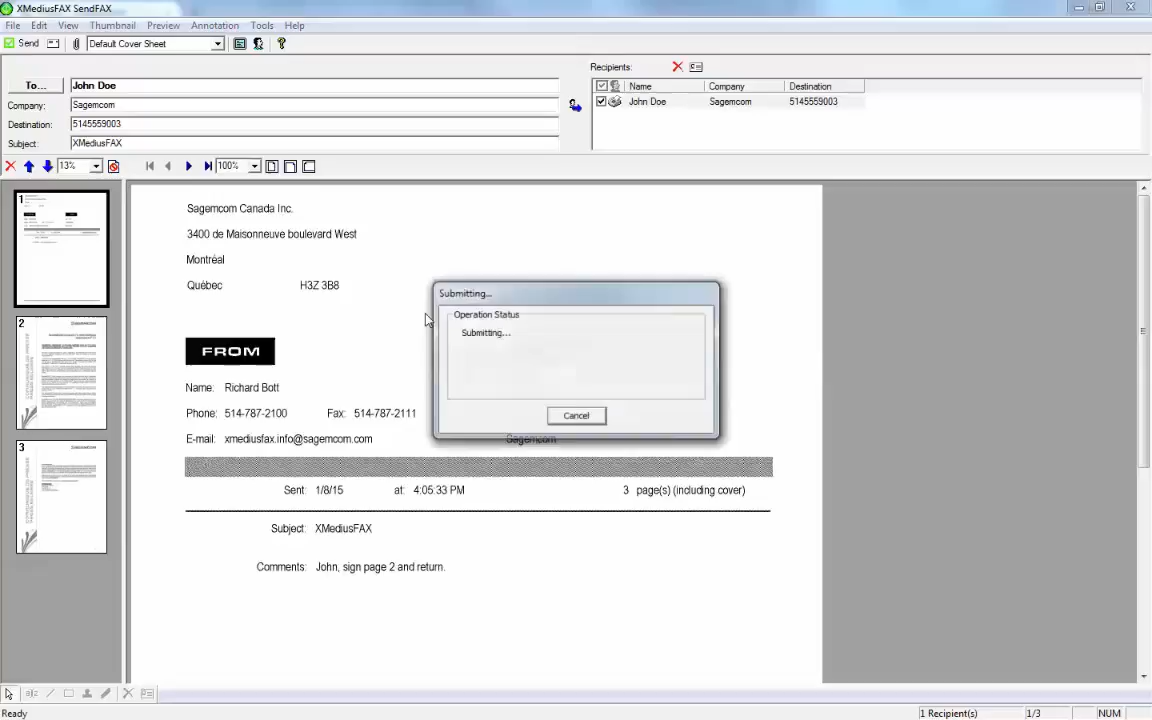 XMediusFAX SendFAX
File Edit View Thumbnail Preview Annotation Tools Help
Send Default Cover Sheet
Recipients:
To... John Doe
Name Company Destination
Company: Sagemcom
John Doe Sagemcom 5145559003
Destination: 5145559003
Subject: XMediusFAX
13% 100%
1
2
3
Sagemcom Canada Inc.
3400 de Maisonneuve boulevard West
Montréal
Québec H3Z 3B8
Submitting...
Operation Status
Submitting...
Cancel
FROM
Name: Richard Bott
Phone: 514-787-2100 Fax: 514-787-2111
E-mail: xmediusfax.info@sagemcom.com Sagemcom
Sent: 1/8/15 at: 4:05:33 PM 3 page(s) (including cover)
Subject: XMediusFAX
Comments: John, sign page 2 and return.
Ready 1 Recipient(s) 1/3 NUM